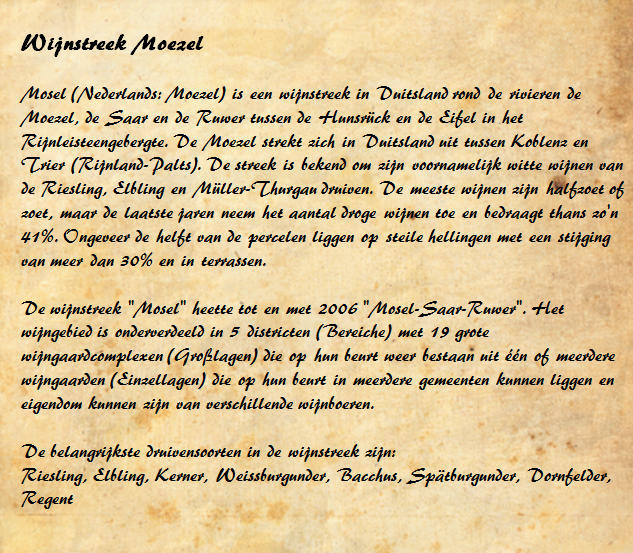 Wijnstreek Moezel
Mosel (Nederlands: Moezel) is een wijnstreek in Duitsland rond de rivieren de
Moezel, de Saar en de Ruwer tussen de Hunsrück en de Eifel in het
Rijnleisteengebergte. De Moezel strekt zich in Duitsland uit tussen Koblenz en
Trier (Rijnland-Palts). De streek is bekend om zijn voornamelijk witte wijnen van
de Riesling, Elbling en Müller-Thurgau druiven. De meeste wijnen zijn halfzoet of
zoet, maar de laatste jaren neem het aantal droge wijnen toe en bedraagt thans zo'n
41%. Ongeveer de helft van de percelen liggen op steile hellingen met een stijging
van meer dan 30% en in terrassen.
De wijnstreek "Mosel" heette tot en met 2006 "Mosel-Saar-Ruwer". Het
wijngebied is onderverdeeld in 5 districten (Bereiche) met 19 grote
wijngaardcomplexen (Großlagen) die op hun beurt weer bestaan uit één of meerdere
wijngaarden (Einzellagen) die op hun beurt in meerdere gemeenten kunnen liggen en
eigendom kunnen zijn van verschillende wijnboeren.
De belangrijkste druivensoorten in de wijnstreek zijn:
Riesling, Elbling, Kerner, Weissburgunder, Bacchus, Spätburgunder, Dornfelder,
Regent